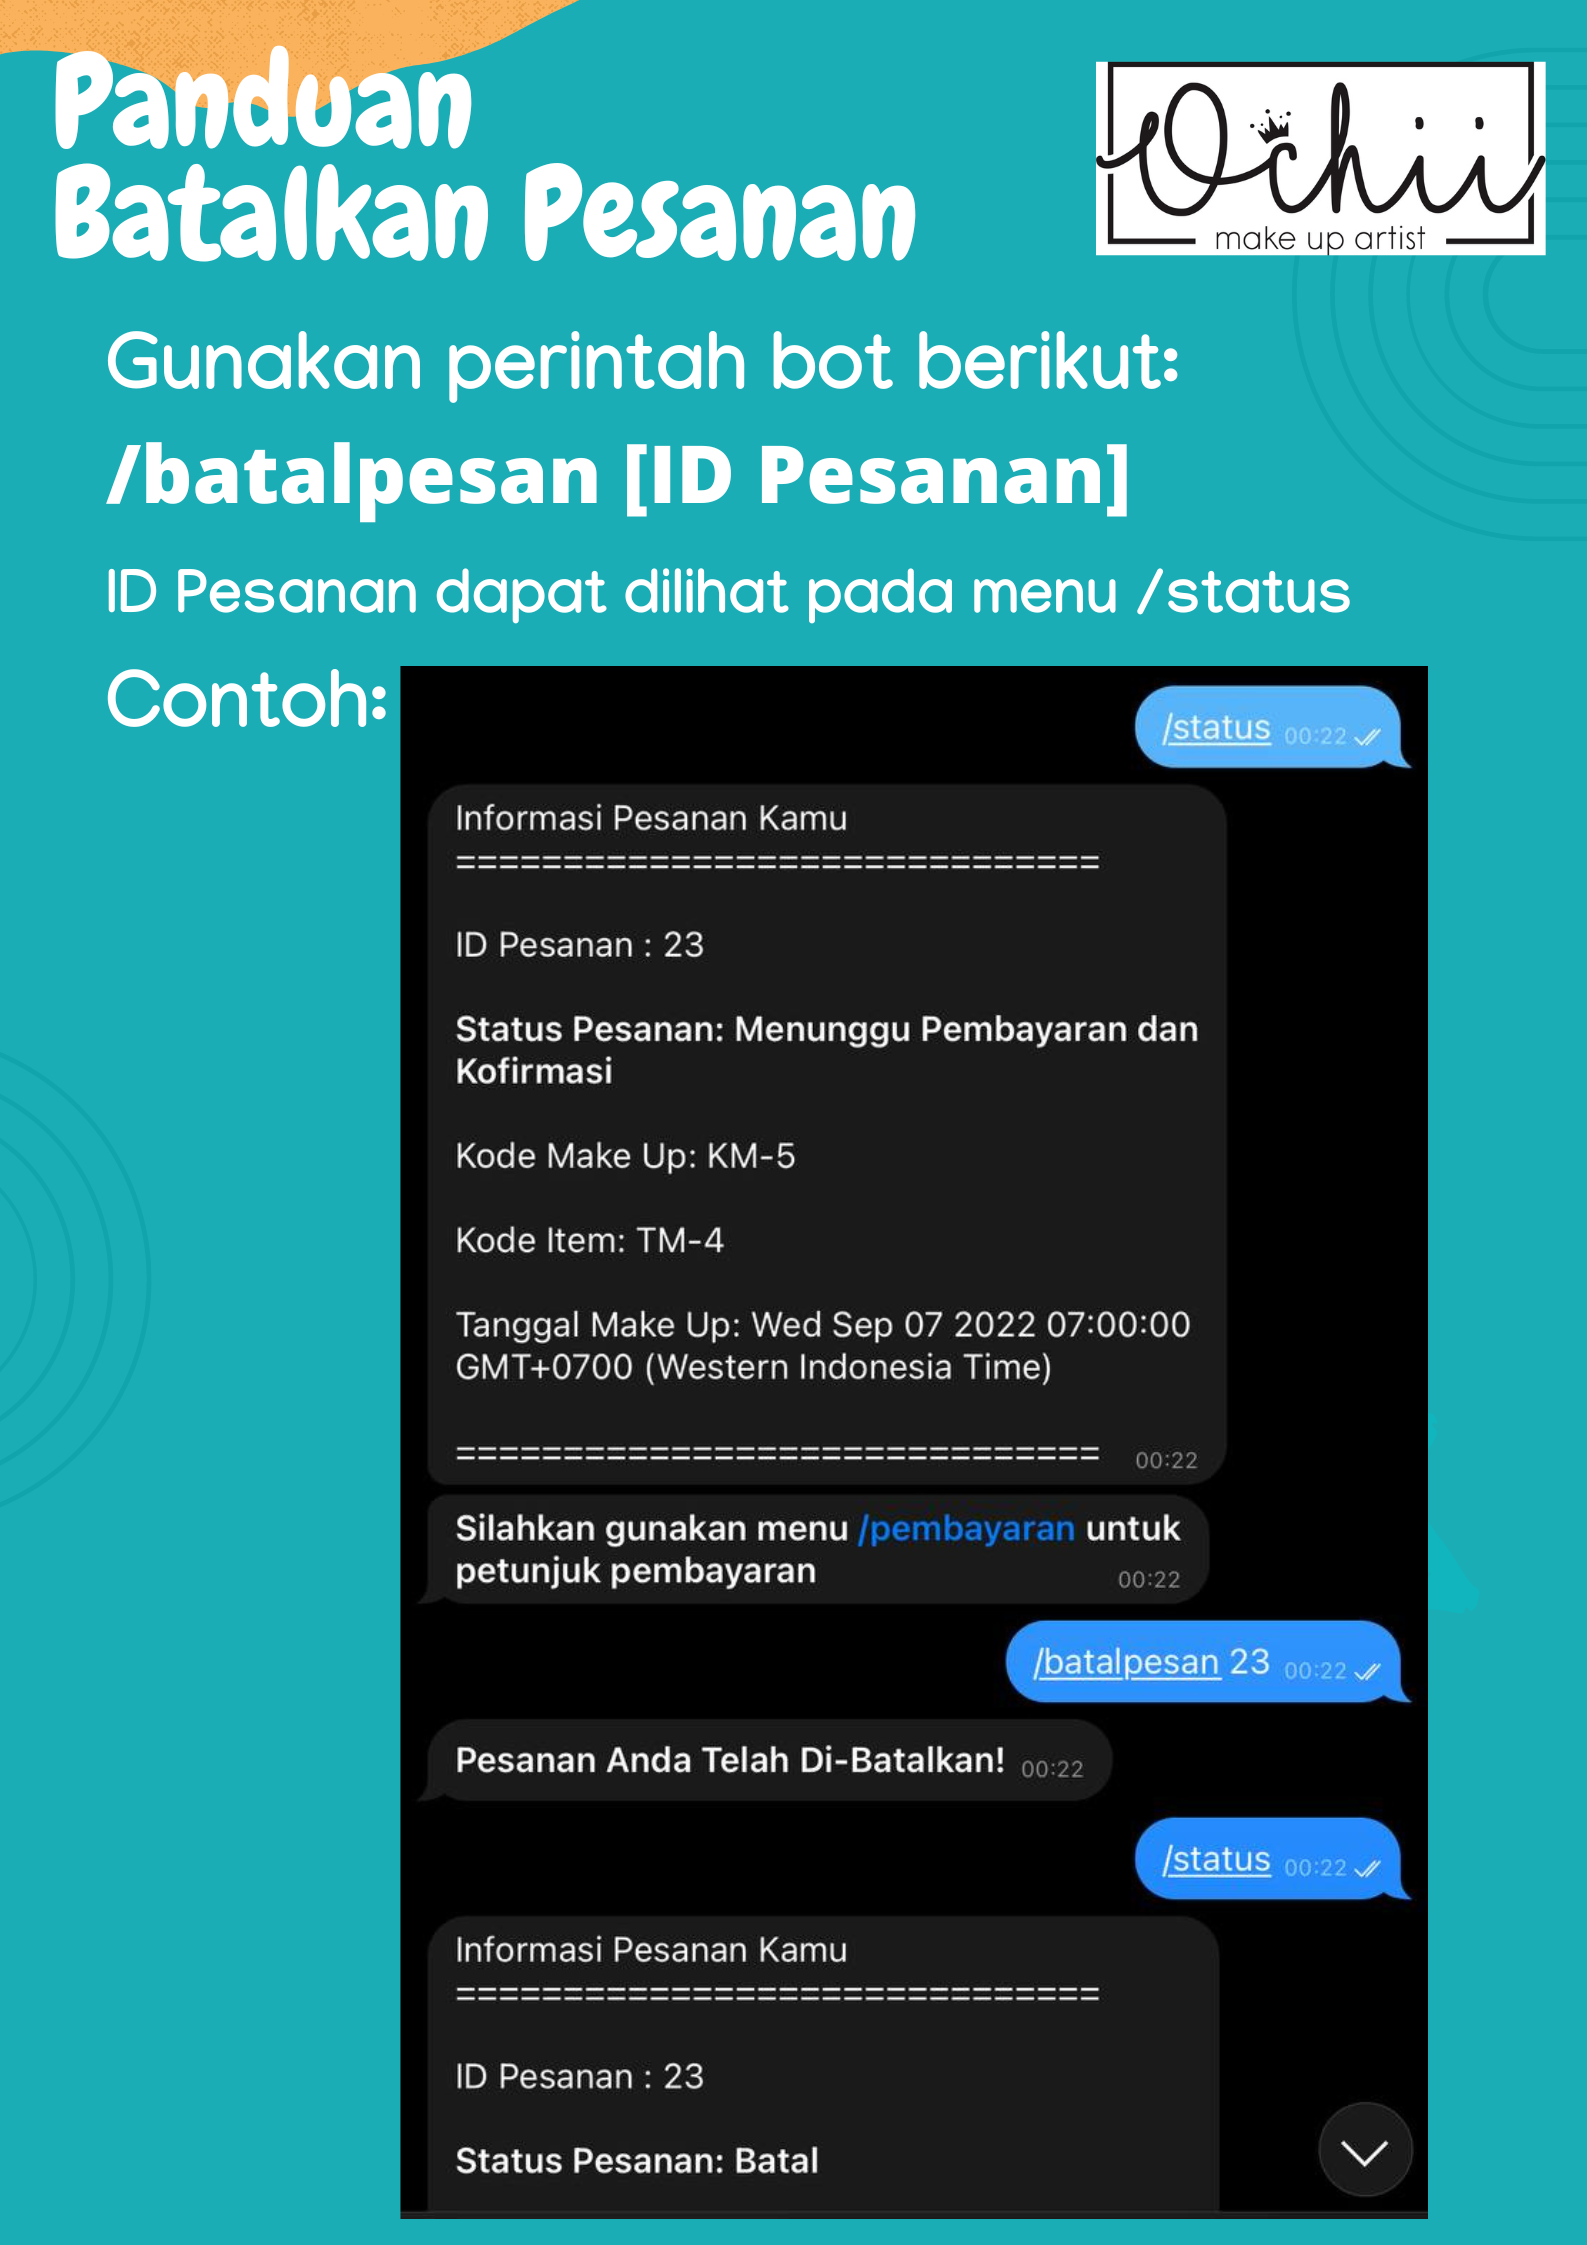 Panduan
Batalkan Pesanan
Ochii
make up artist
Gunakan perintah bot berikut:
/batalpesan [ID Pesanan]
ID Pesanan dapat dilihat pada menu /status
Contoh:
/status 00:22
Informasi Pesanan Kamu
==============================
ID Pesanan : 23
Status Pesanan: Menunggu Pembayaran dan
Kofirmasi
Kode Make Up: KM-5
Kode Item: TM-4
Tanggal Make Up: Wed Sep 07 2022 07:00:00
GMT+0700 (Western Indonesia Time)
============================== 00:22
Silahkan gunakan menu /pembayaran untuk
petunjuk pembayaran 00:22
/batalpesan 23 00:22
Pesanan Anda Telah Di-Batalkan! 00:22
/status 00:22
Informasi Pesanan Kamu
==============================
ID Pesanan : 23
Status Pesanan: Batal